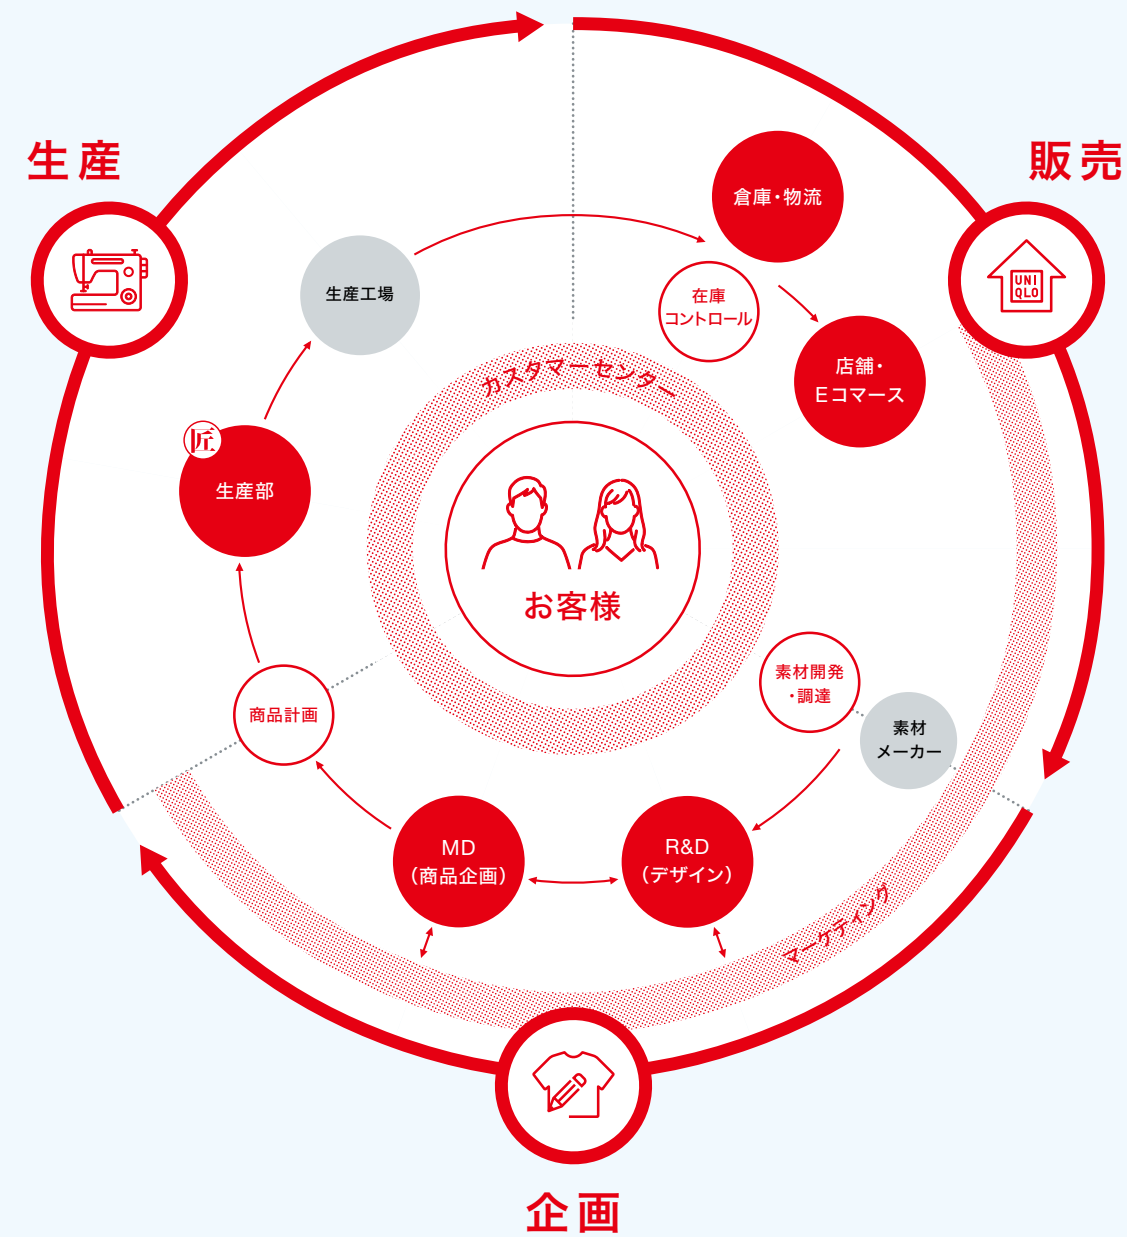 生産
販売
倉庫・物流
UNI
QLO
生産工場
在庫
コントロール
店舗・
Eコマース
カスタマーセンター
匠
生産部
お客様
素材開発
・調達
商品計画
素材
メーカー
MD
（商品企画）
R&D
（デザイン）
マーケティング
企画